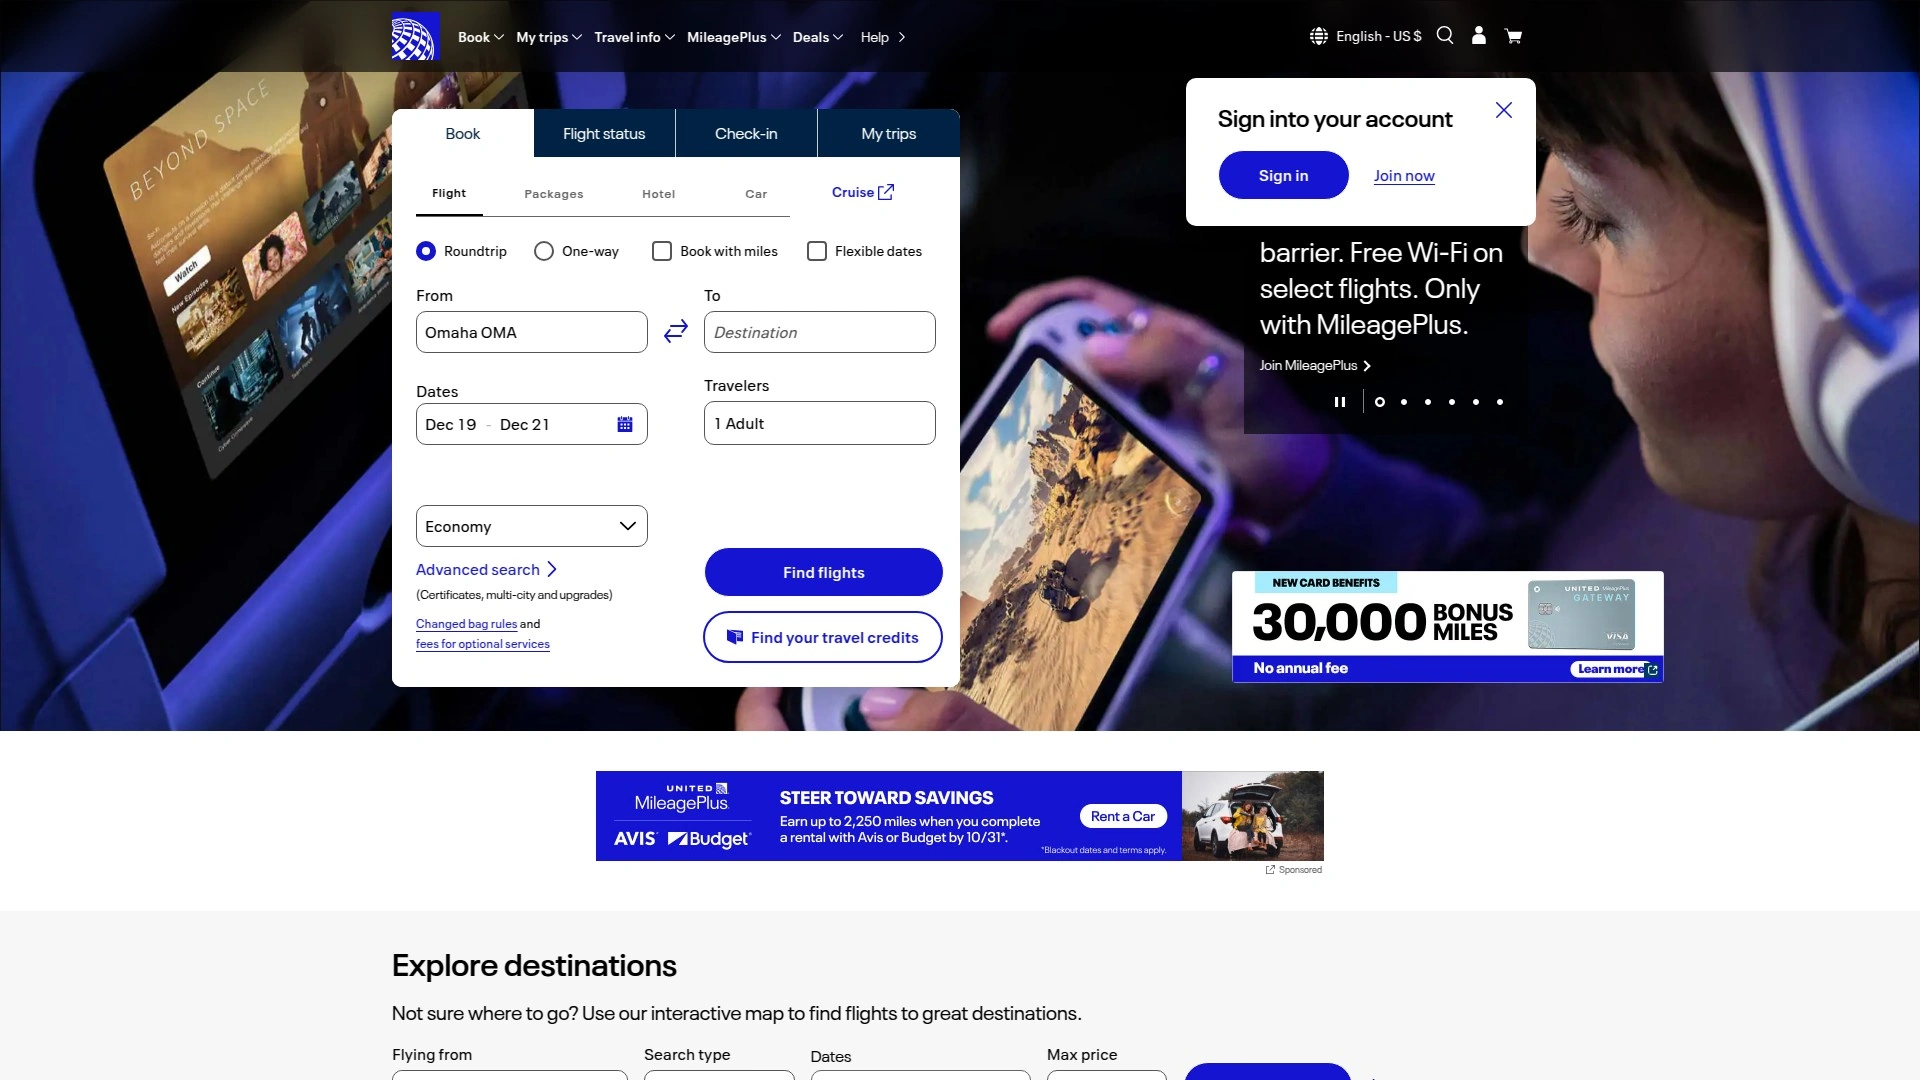 Book
My trips
Travel info
MileagePlus
Deals
Help
English - US $
BEYOND SPACE
Watch
New Episodes
Continue
Book
Flight status
Check-in
My trips
Flight
Packages
Hotel
Car
Cruise
Roundtrip
One-way
Book with miles
Flexible dates
From
To
Omaha OMA
Destination
Dates
Travelers
Dec 19 - Dec 21
1 Adult
Economy
Advanced search
(Certificates, multi-city and upgrades)
Changed bag rules and
fees for optional services
Find flights
Find your travel credits
Sign into your account
Sign in
Join now
barrier. Free Wi-Fi on
select flights. Only
with MileagePlus.
Join MileagePlus
NEW CARD BENEFITS
30,000 BONUS
MILES
UNITED MileagePlus
GATEWAY
VISA
No annual fee
Learn more
UNITED
MileagePlus
AVIS Budget
STEER TOWARD SAVINGS
Earn up to 2,250 miles when you complete
a rental with Avis or Budget by 10/31*.
Rent a Car
*Blackout dates and terms apply.
Sponsored
Explore destinations
Not sure where to go? Use our interactive map to find flights to great destinations.
Flying from
Search type
Dates
Max price